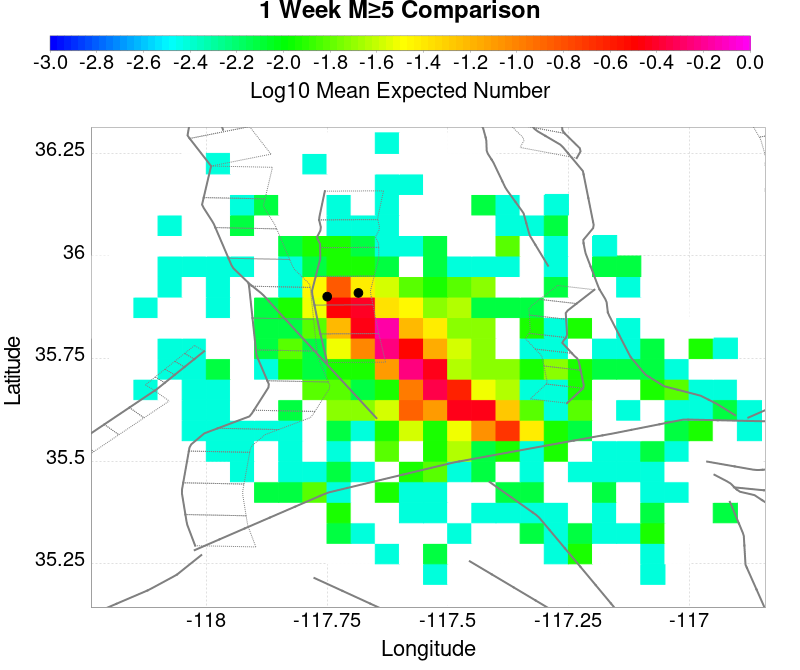 1 Week M≥5 Comparison
-3.0 -2.8 -2.6 -2.4 -2.2 -2.0 -1.8 -1.6 -1.4 -1.2 -1.0 -0.8 -0.6 -0.4 -0.2 0.0
Log10 Mean Expected Number
36.25
36
35.75
35.5
35.25
Latitude
-118 -117.75 -117.5 -117.25 -117
Longitude